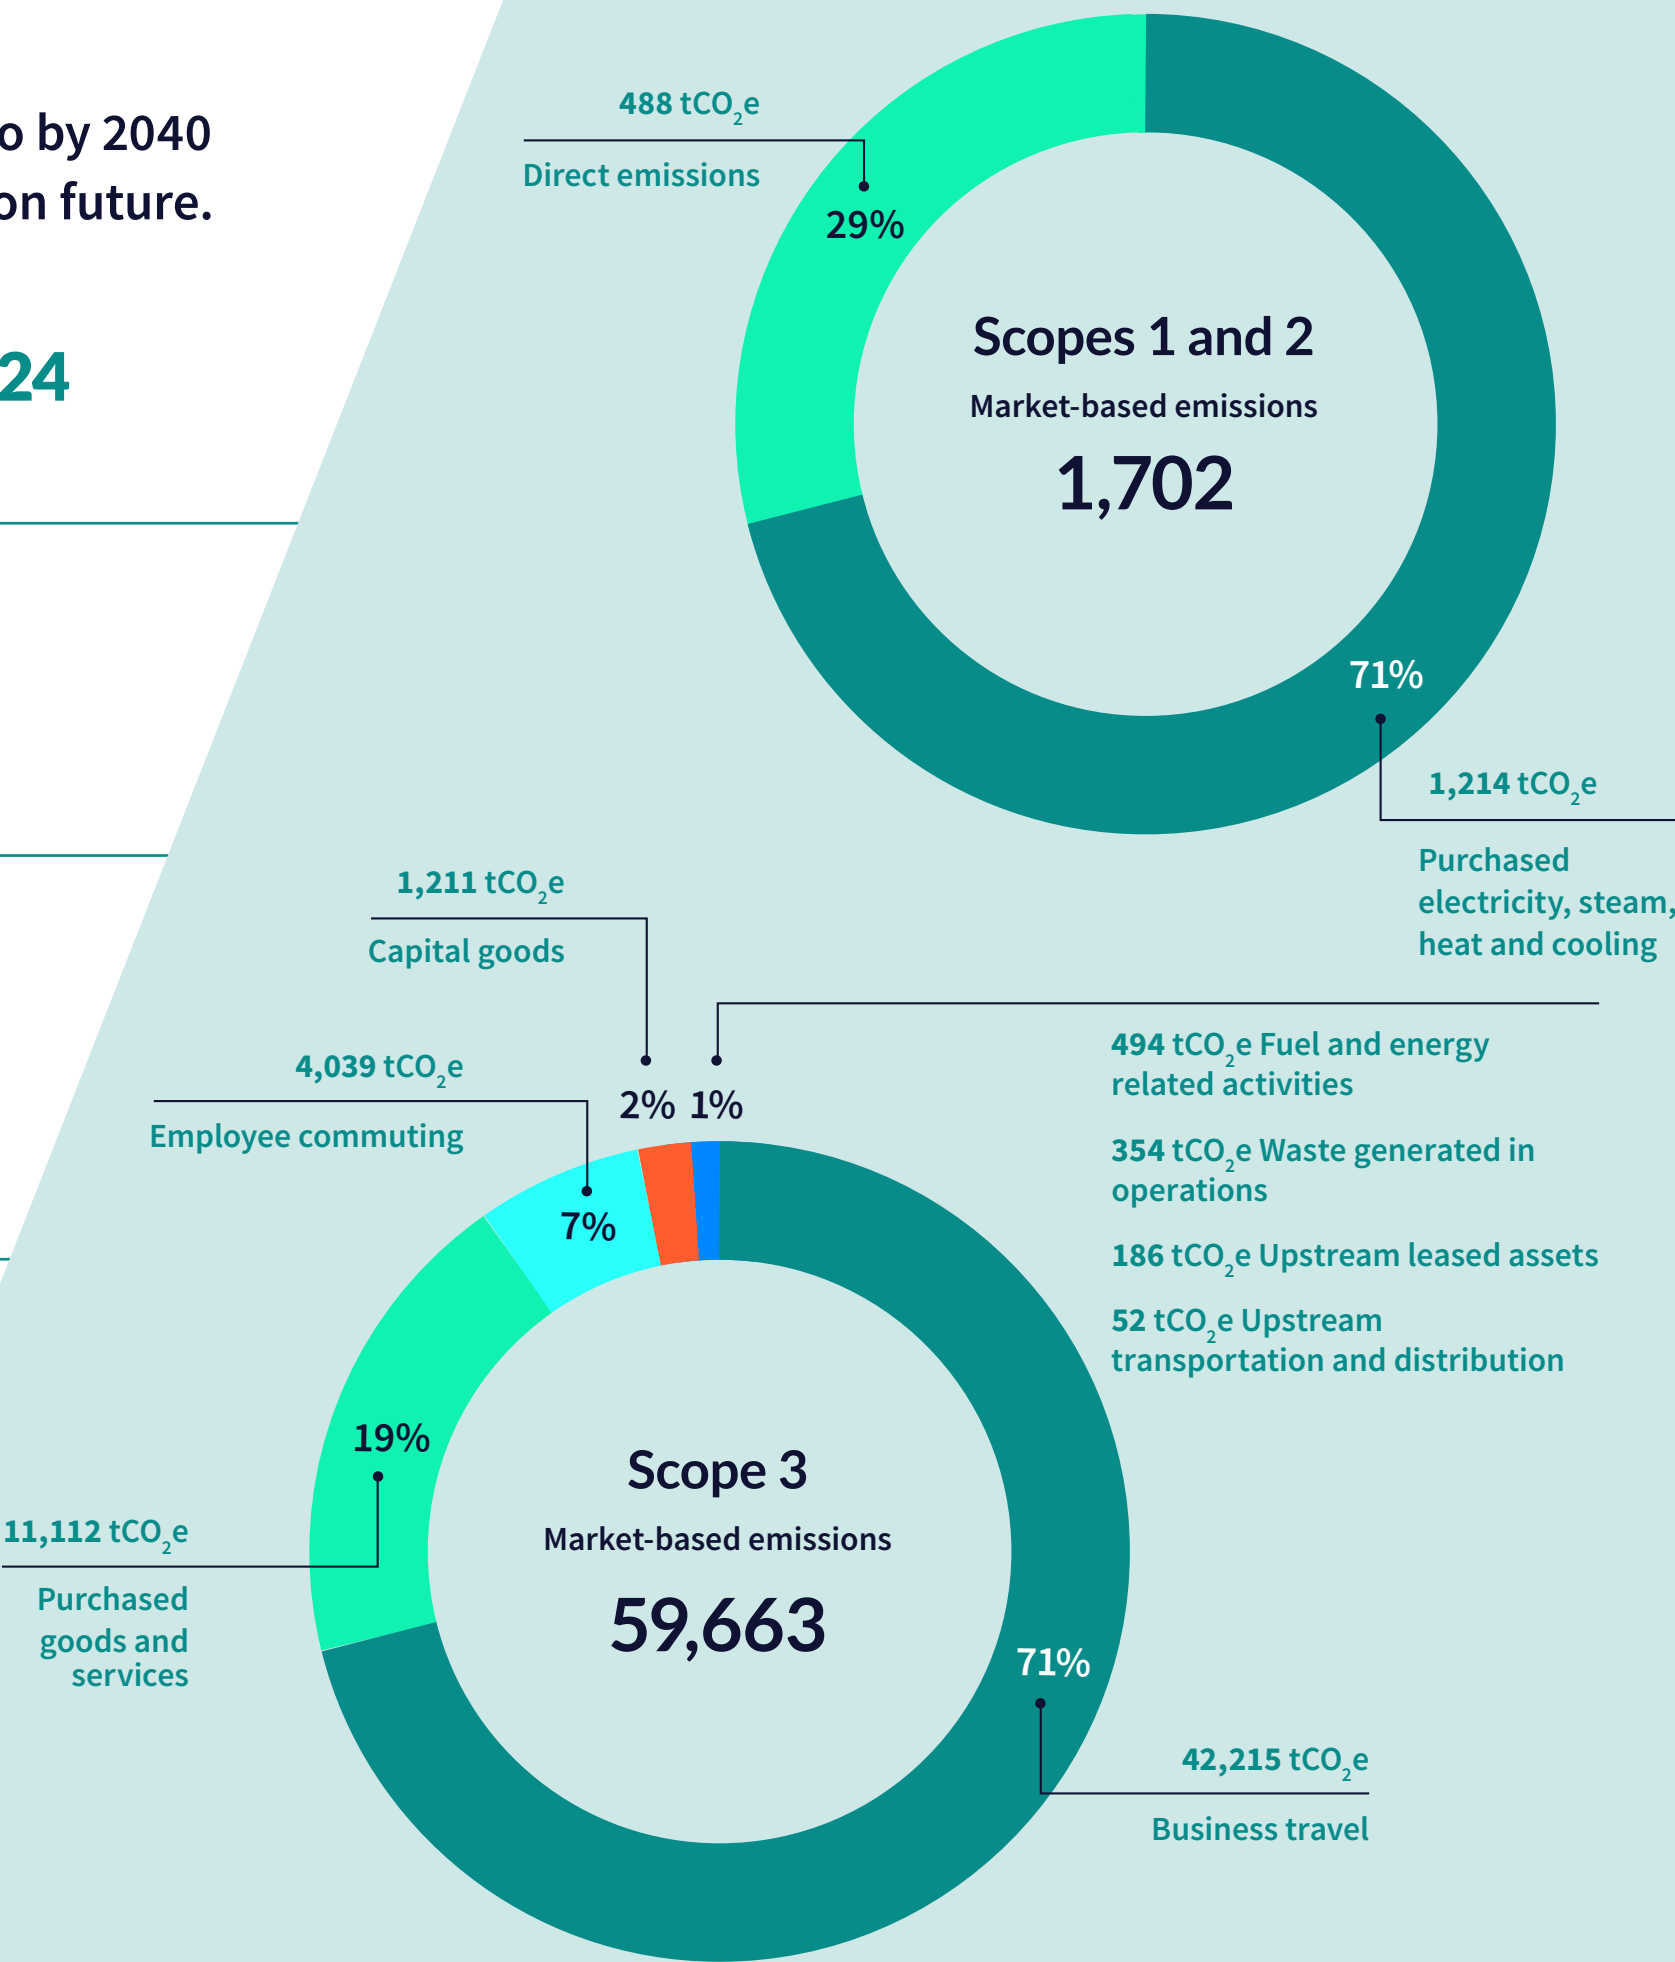 o by 2040
on future.
24
488 tCO₂e
Direct emissions
29%
Scopes 1 and 2
Market-based emissions
1,702
71%
1,214 tCO₂e
Purchased
electricity, steam,
heat and cooling
1,211 tCO₂e
Capital goods
4,039 tCO₂e
Employee commuting
2% 1%
494 tCO₂e Fuel and energy
related activities
354 tCO₂e Waste generated in
operations
186 tCO₂e Upstream leased assets
52 tCO₂e Upstream
transportation and distribution
7%
19%
Scope 3
Market-based emissions
59,663
11,112 tCO₂e
Purchased
goods and
services
71%
42,215 tCO₂e
Business travel